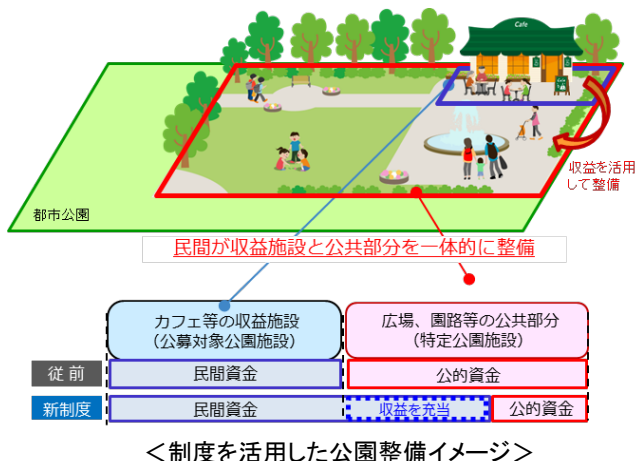 Cafe
収益を活用
して整備
都市公園
民間が収益施設と公共部分を一体的に整備
カフェ等の収益施設
（公募対象公園施設）
広場、園路等の公共部分
（特定公園施設）
従 前
民間資金
公的資金
新制度
民間資金
収益を充当
公的資金
＜制度を活用した公園整備イメージ＞